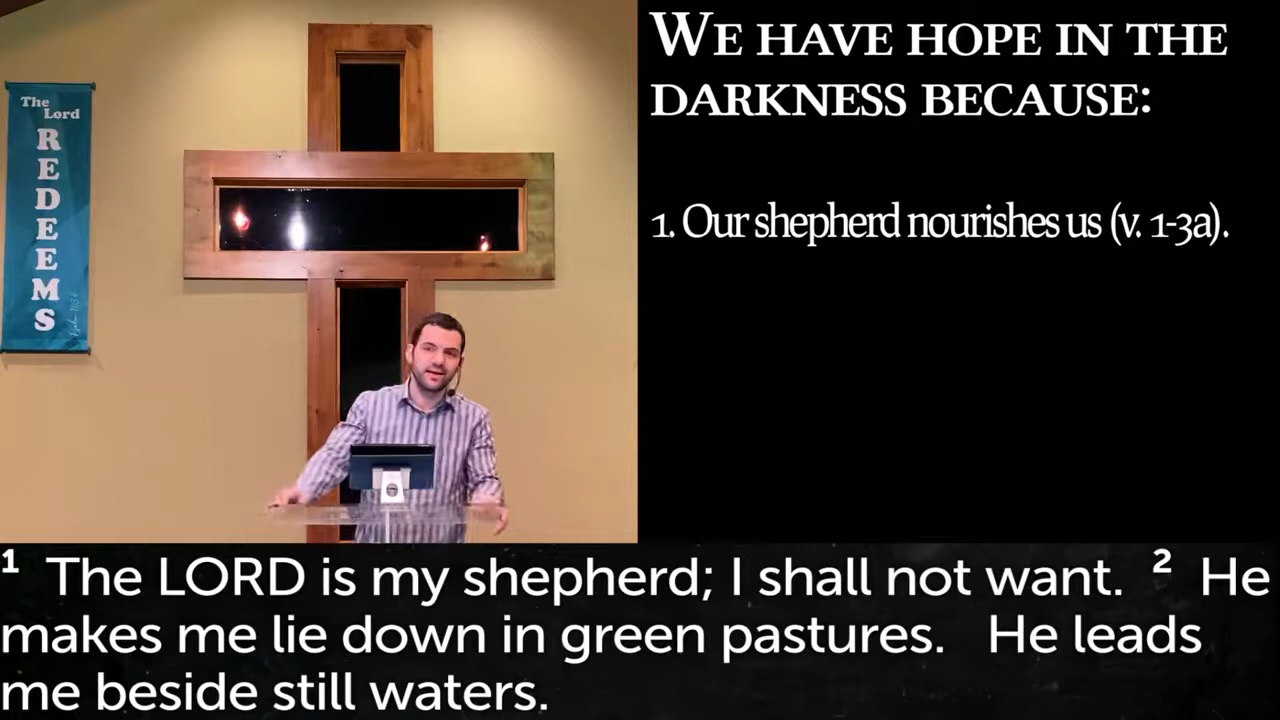 The
Lord
REDEEMS
WE HAVE HOPE IN THE
DARKNESS BECAUSE:
1. Our shepherd nourishes us (v. 1-3a).
1 The LORD is my shepherd; I shall not want. 2 He
makes me lie down in green pastures. He leads
me beside still waters.